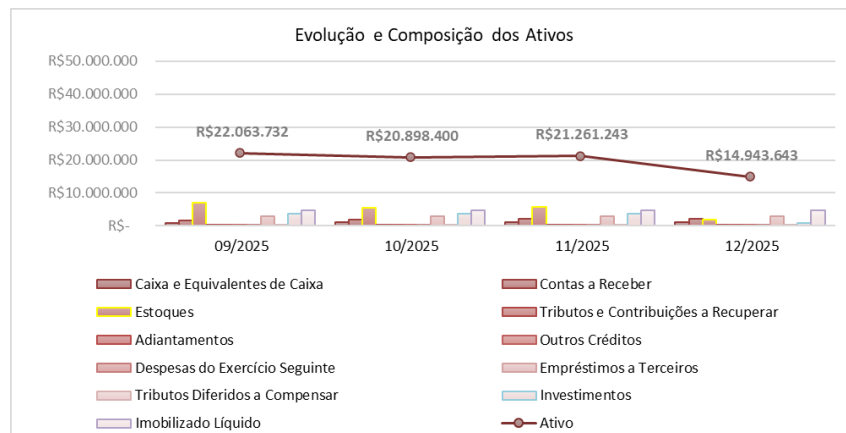 Evolução e Composição dos Ativos
R$50.000.000
R$40.000.000
R$30.000.000
R$20.000.000
R$10.000.000
R$-
R$22.063.732
R$20.898.400
R$21.261.243
R$14.943.643
09/2025
10/2025
11/2025
12/2025
Caixa e Equivalentes de Caixa
Contas a Receber
Estoques
Tributos e Contribuições a Recuperar
Adiantamentos
Outros Créditos
Despesas do Exercício Seguinte
Empréstimos a Terceiros
Tributos Diferidos a Compensar
Investimentos
Imobilizado Líquido
Ativo